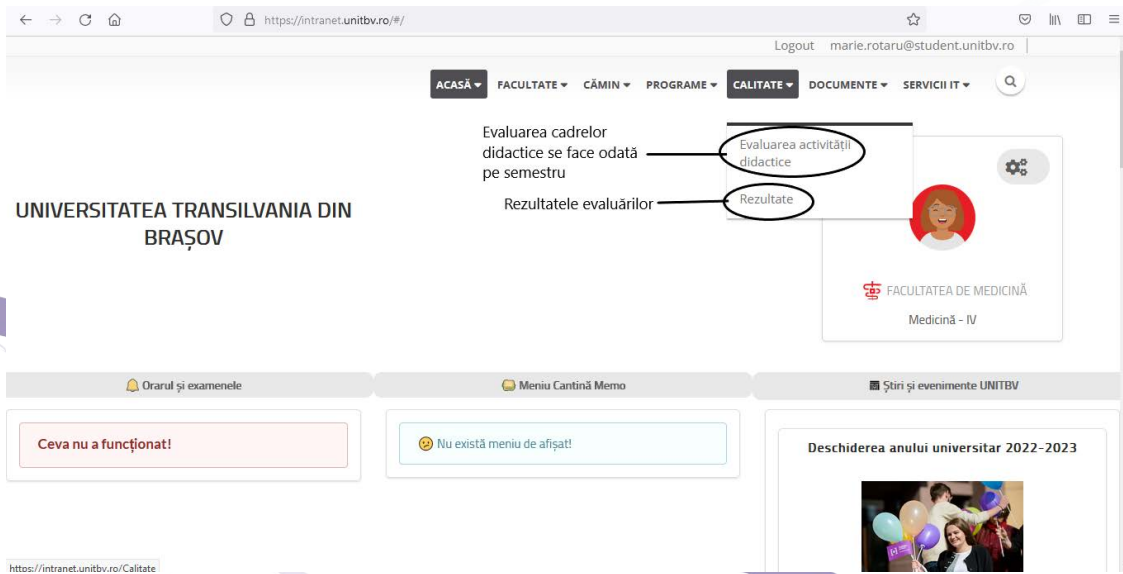 https://intranet.unitbv.ro/#/
Logout marie.rotaru@student.unitbv.ro
ACASĂ FACULTATE CĂMIN PROGRAME CALITATE DOCUMENTE SERVICII IT
Evaluarea cadrelor
didactice se face odată
pe semestru
Evaluarea activității
didactice
Rezultatele evaluărilor
Rezultate
UNIVERSITATEA TRANSILVANIA DIN
BRAȘOV
FACULTATEA DE MEDICINĂ
Medicină - IV
Orarul și examenele
Meniu Cantină Memo
Știri și evenimente UNITBV
Ceva nu a funcționat!
Nu există meniu de afișat!
Deschiderea anului universitar 2022-2023
https://intranet.unitbv.ro/Calitate